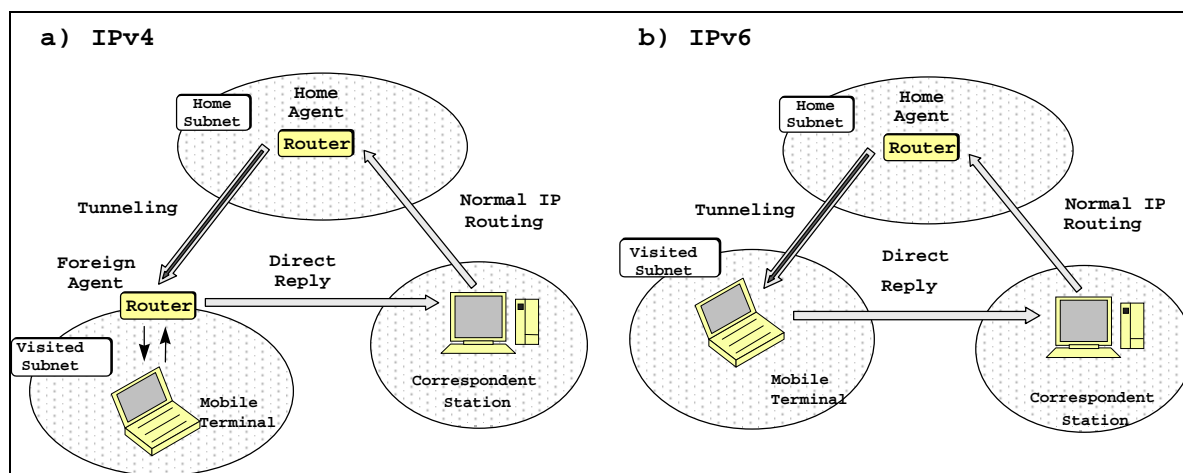 a) IPv4
Home
Subnet
Home
Agent
Router
Tunneling
Normal IP
Routing
Foreign
Agent
Router
Direct
Reply
Visited
Subnet
Mobile
Terminal
Correspondent
Station
b) IPv6
Home
Subnet
Home
Agent
Router
Tunneling
Normal IP
Routing
Visited
Subnet
Direct
Reply
Mobile
Terminal
Correspondent
Station